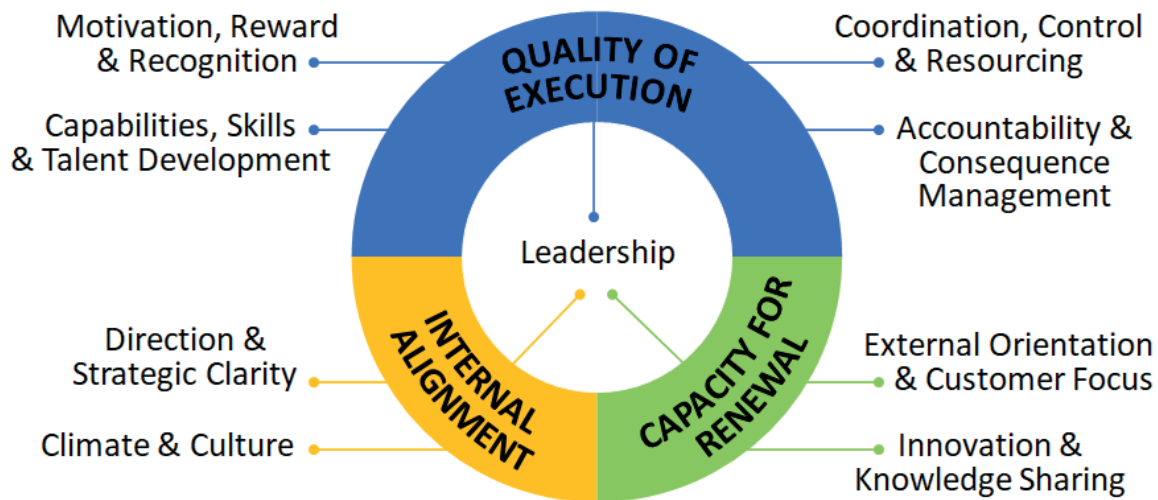 Motivation, Reward
& Recognition
Capabilities, Skills
& Talent Development
QUALITY OF
EXECUTION
Coordination, Control
& Resourcing
Accountability &
Consequence
Management
Leadership
Direction &
Strategic Clarity
Climate & Culture
INTERNAL
ALIGNMENT
CAPACITY FOR
RENEWAL
External Orientation
& Customer Focus
Innovation &
Knowledge Sharing